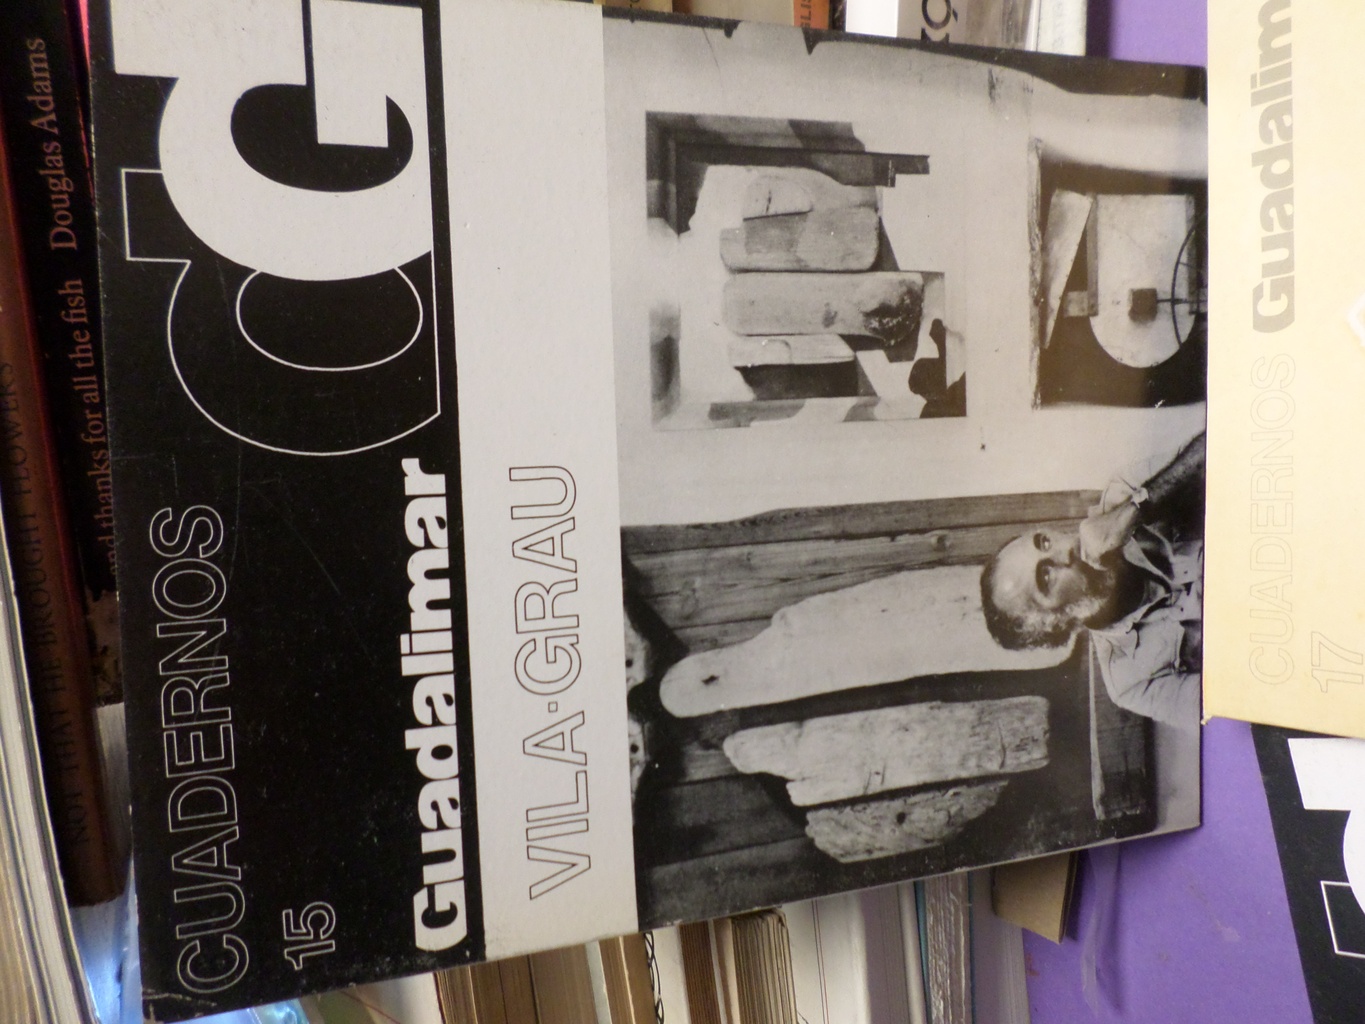 CUADERNOS
15
Guadalimar
G
VILA·GRAU
NOT THAT HE BROUGHT FLOWERS
and thanks for all the fish Douglas Adams
CUADERNOS Guadalim
17